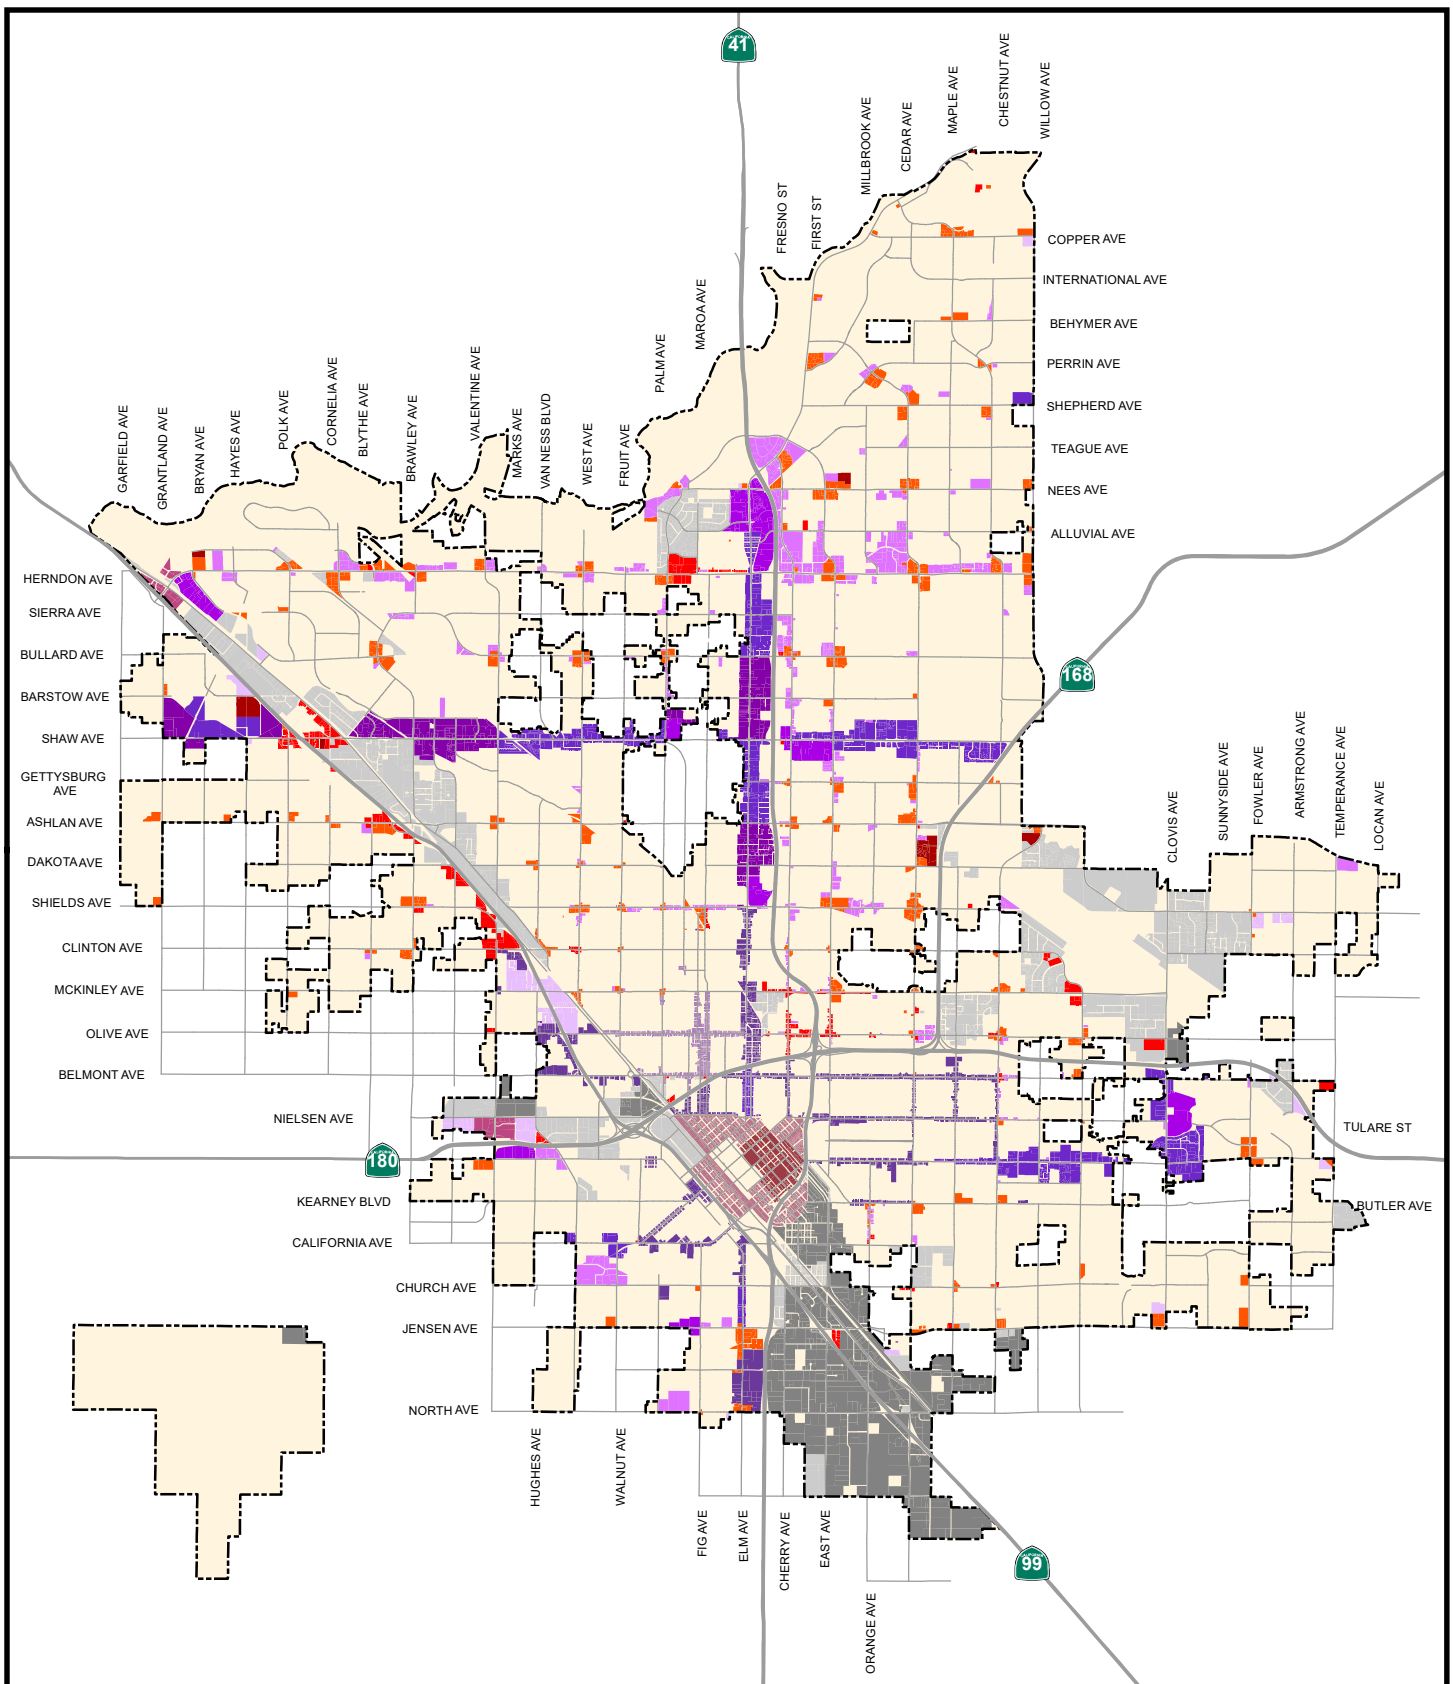 CALIFORNIA
41
WILLOW AVE
CHESTNUT AVE
MAPLE AVE
CEDAR AVE
MILLBROOK AVE
FIRST ST
FRESNO ST
MAROA AVE
PALM AVE
FRUIT AVE
WEST AVE
VAN NESS BLVD
MARKS AVE
VALENTINE AVE
BRAWLEY AVE
BLYTHE AVE
CORNELIA AVE
POLK AVE
HAYES AVE
BRYAN AVE
GRANTLAND AVE
GARFIELD AVE
COPPER AVE
INTERNATIONAL AVE
BEHYMER AVE
PERRIN AVE
SHEPHERD AVE
TEAGUE AVE
NEES AVE
ALLUVIAL AVE
HERNDON AVE
SIERRA AVE
BULLARD AVE
BARSTOW AVE
SHAW AVE
GETTYSBURG
AVE
ASHLAN AVE
DAKOTA AVE
SHIELDS AVE
CLINTON AVE
MCKINLEY AVE
OLIVE AVE
BELMONT AVE
NIELSEN AVE
CALIFORNIA
168
CLOVIS AVE
SUNNYSIDE AVE
FOWLER AVE
ARMSTRONG AVE
TEMPERANCE AVE
LOCAN AVE
TULARE ST
CALIFORNIA
180
KEARNEY BLVD
BUTLER AVE
CALIFORNIA AVE
CHURCH AVE
JENSEN AVE
NORTH AVE
HUGHES AVE
WALNUT AVE
FIG AVE
ELM AVE
CHERRY AVE
EAST AVE
ORANGE AVE
CALIFORNIA
99